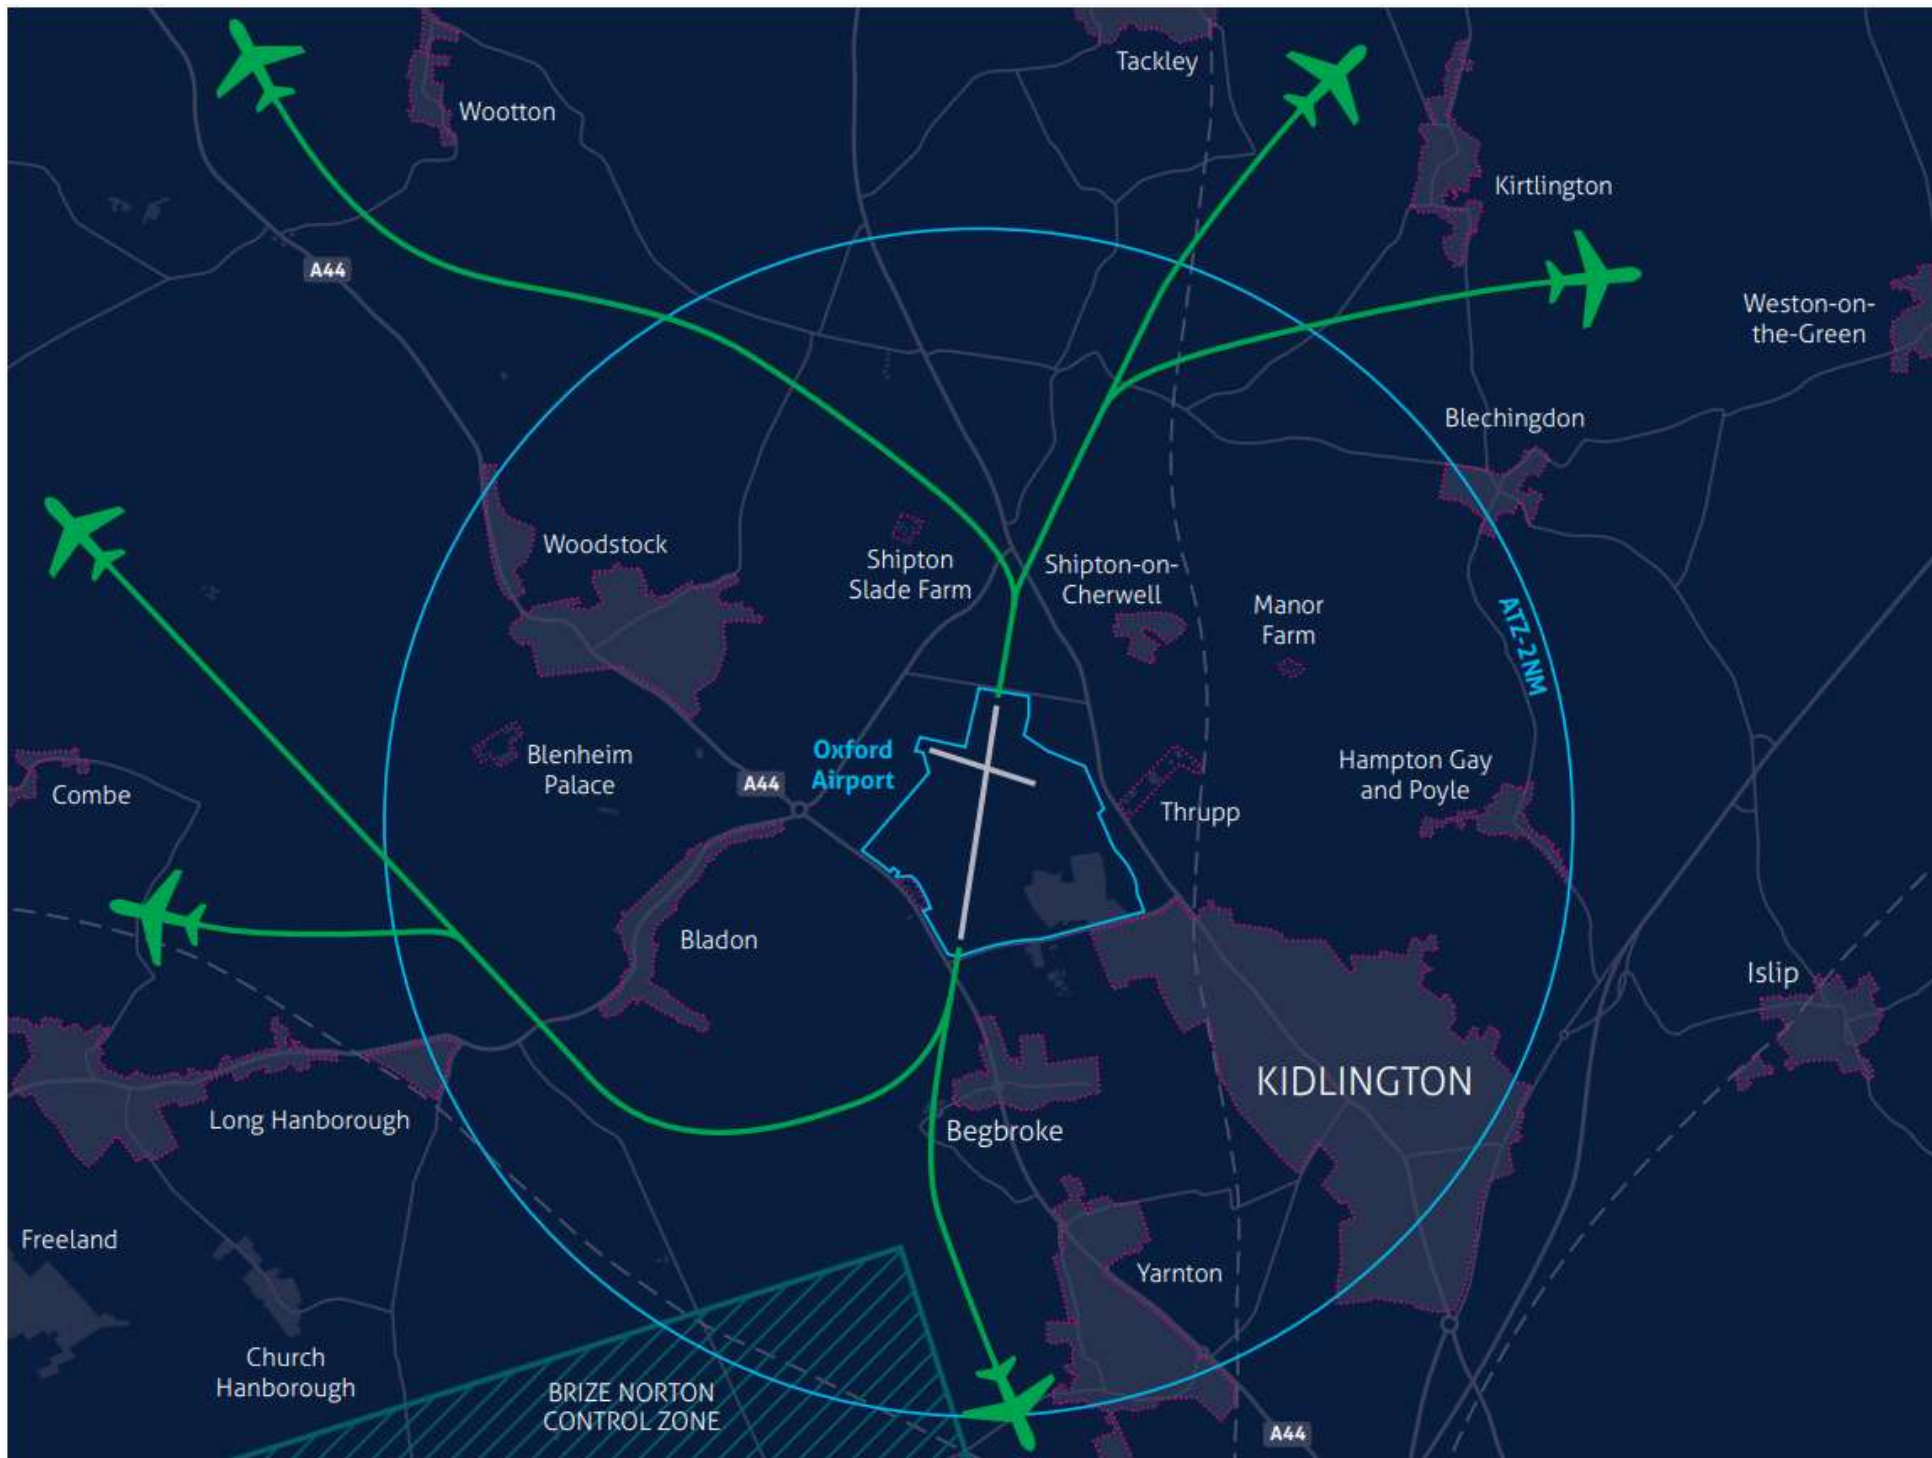 Tackley
Wootton
Kirtlington
A44
Weston-on-
the-Green
Blechingdon
Woodstock
Shipton
Slade Farm
Shipton-on-
Cherwell
Manor
Farm
ATZ-2NM
Oxford
Airport
Blenheim
Palace
A44
Hampton Gay
and Poyle
Combe
Thrupp
Bladon
Islip
KIDLINGTON
Long Hanborough
Begbroke
Freeland
Yarnton
Church
Hanborough
BRIZE NORTON
CONTROL ZONE
A44